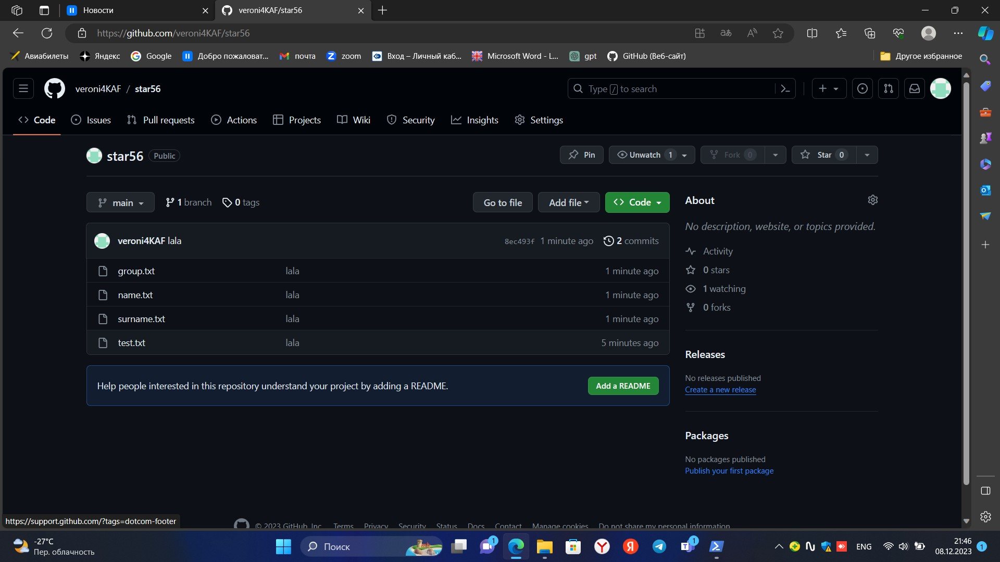 Новости
veroni4KAF/star56
https://github.com/veroni4KAF/star56
Авиабилеты
Яндекс
Google
Добро пожаловат...
почта
zoom
Вход – Личный каб...
Microsoft Word - L...
gpt
GitHub (Веб-сайт)
Другое избранное
veroni4KAF / star56
Type / to search
Code
Issues
Pull requests
Actions
Projects
Wiki
Security
Insights
Settings
star56 Public
Pin
Unwatch 1
Fork 0
Star 0
main
1 branch
0 tags
Go to file
Add file
Code
About
No description, website, or topics provided.
veroni4KAF lala
8ec493f 1 minute ago
2 commits
group.txt lala 1 minute ago
name.txt lala 1 minute ago
surname.txt lala 1 minute ago
test.txt lala 5 minutes ago
Help people interested in this repository understand your project by adding a README.
Add a README
Activity
0 stars
1 watching
0 forks
Releases
No releases published
Create a new release
Packages
No packages published
Publish your first package
https://support.github.com/?tags=dotcom-footer
© 2023 GitHub, Inc.
Terms
Privacy
Security
Status
Docs
Contact
Manage cookies
Do not share my personal information
-27°C
Пер. облачность
Поиск
1
1
ENG
21:46
08.12.2023
1